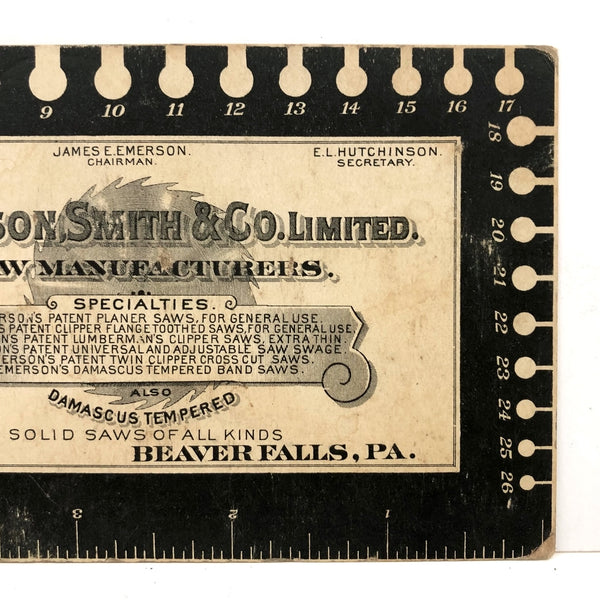 9 10 11 12 13 14 15 16 17
18
19
20
21
22
23
24
25
26
JAMES E. EMERSON. E. L. HUTCHINSON.
CHAIRMAN. SECRETARY.
SON, SMITH & CO. LIMITED.
W MANUFACTURERS.
SPECIALTIES.
ERSON'S PATENT PLANER SAWS, FOR GENERAL USE.
'S PATENT CLIPPER FLANGE TOOTHED SAWS, FOR GENERAL USE,
N'S PATENT LUMBERMAN'S CLIPPER SAWS, EXTRA THIN.
ON'S PATENT UNIVERSAL AND ADJUSTABLE SAW SWAGE.
MERSON'S PATENT TWIN CLIPPER CROSS CUT SAWS.
EMERSON'S DAMASCUS TEMPERED BAND SAWS.
ALSO
DAMASCUS TEMPERED
SOLID SAWS OF ALL KINDS
BEAVER FALLS, PA.
3 2 1